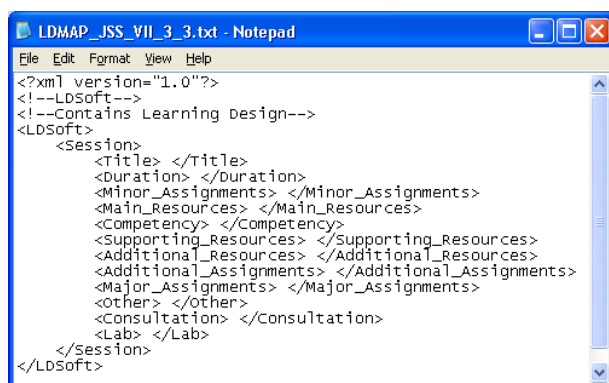 LDMAP_JSS_VII_3_3.txt - Notepad
File Edit Format View Help
<?xml version="1.0"?>
<!--LDSoft-->
<!--Contains Learning Design-->
<LDSoft>
<Session>
<Title> </Title>
<Duration> </Duration>
<Minor_Assignments> </Minor_Assignments>
<Main_Resources> </Main_Resources>
<Competency> </Competency>
<Supporting_Resources> </Supporting_Resources>
<Additional_Resources> </Additional_Resources>
<Additional_Assignments> </Additional_Assignments>
<Major_Assignments> </Major_Assignments>
<Other> </Other>
<Consultation> </Consultation>
<Lab> </Lab>
</Session>
</LDSoft>